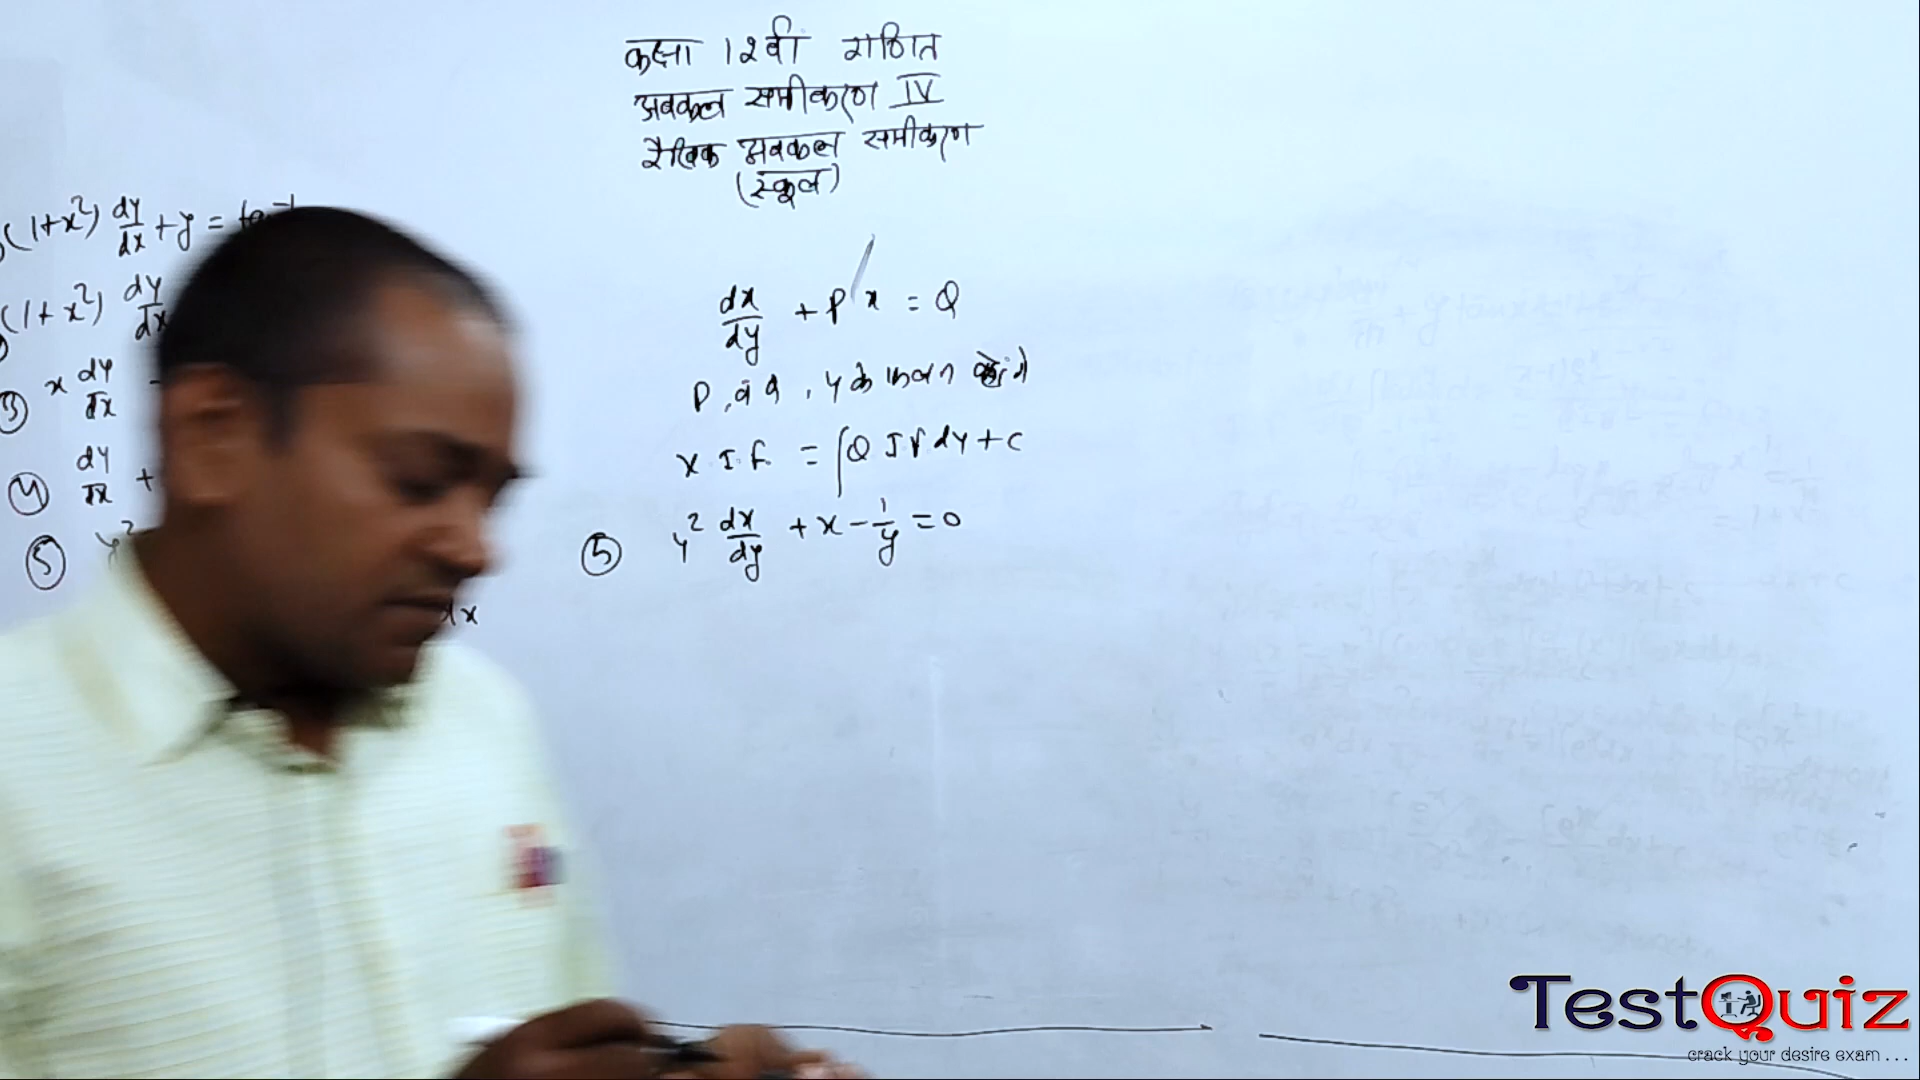 कक्षा 12वीं गणित
अवकल समीकरण IV
रैखिक अवकल समीकरण
(स्कूल)
(1+x²) dy/dx + y =
(1+x²) dy/dx
③ x dy/dx
④ dy/dx +
⑤ y²
dx
dx/dy + P x = Q
P, व Q, y के फलन
x I.F. = ∫Q I.F dy + c
⑤ y² dx/dy + x - 1/y = 0
TestQuiz
crack your desire exam ...